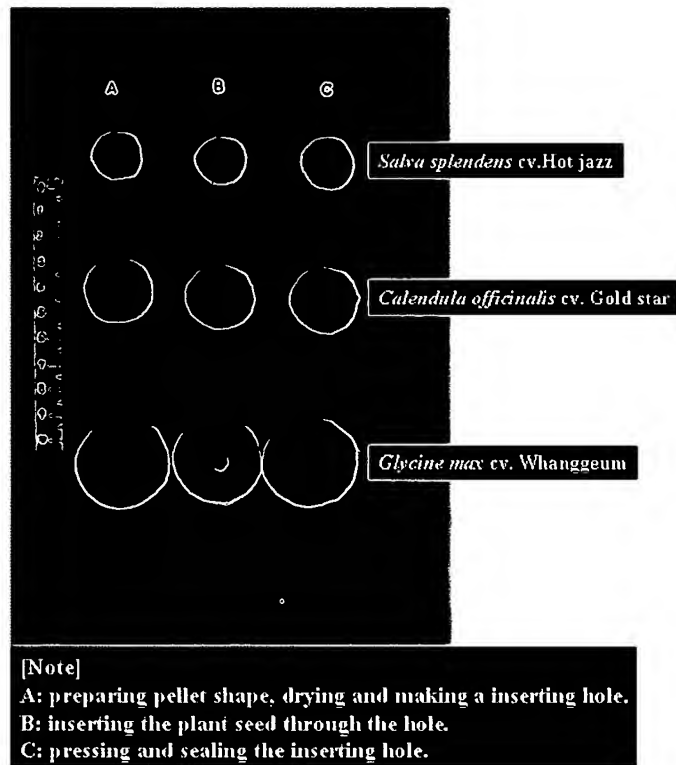 A B C
Salva splendens cv.Hot jazz
Calendula officinalis cv. Gold star
Glycine max cv. Whanggeum
[Note]
A: preparing pellet shape, drying and making a inserting hole.
B: inserting the plant seed through the hole.
C: pressing and sealing the inserting hole.